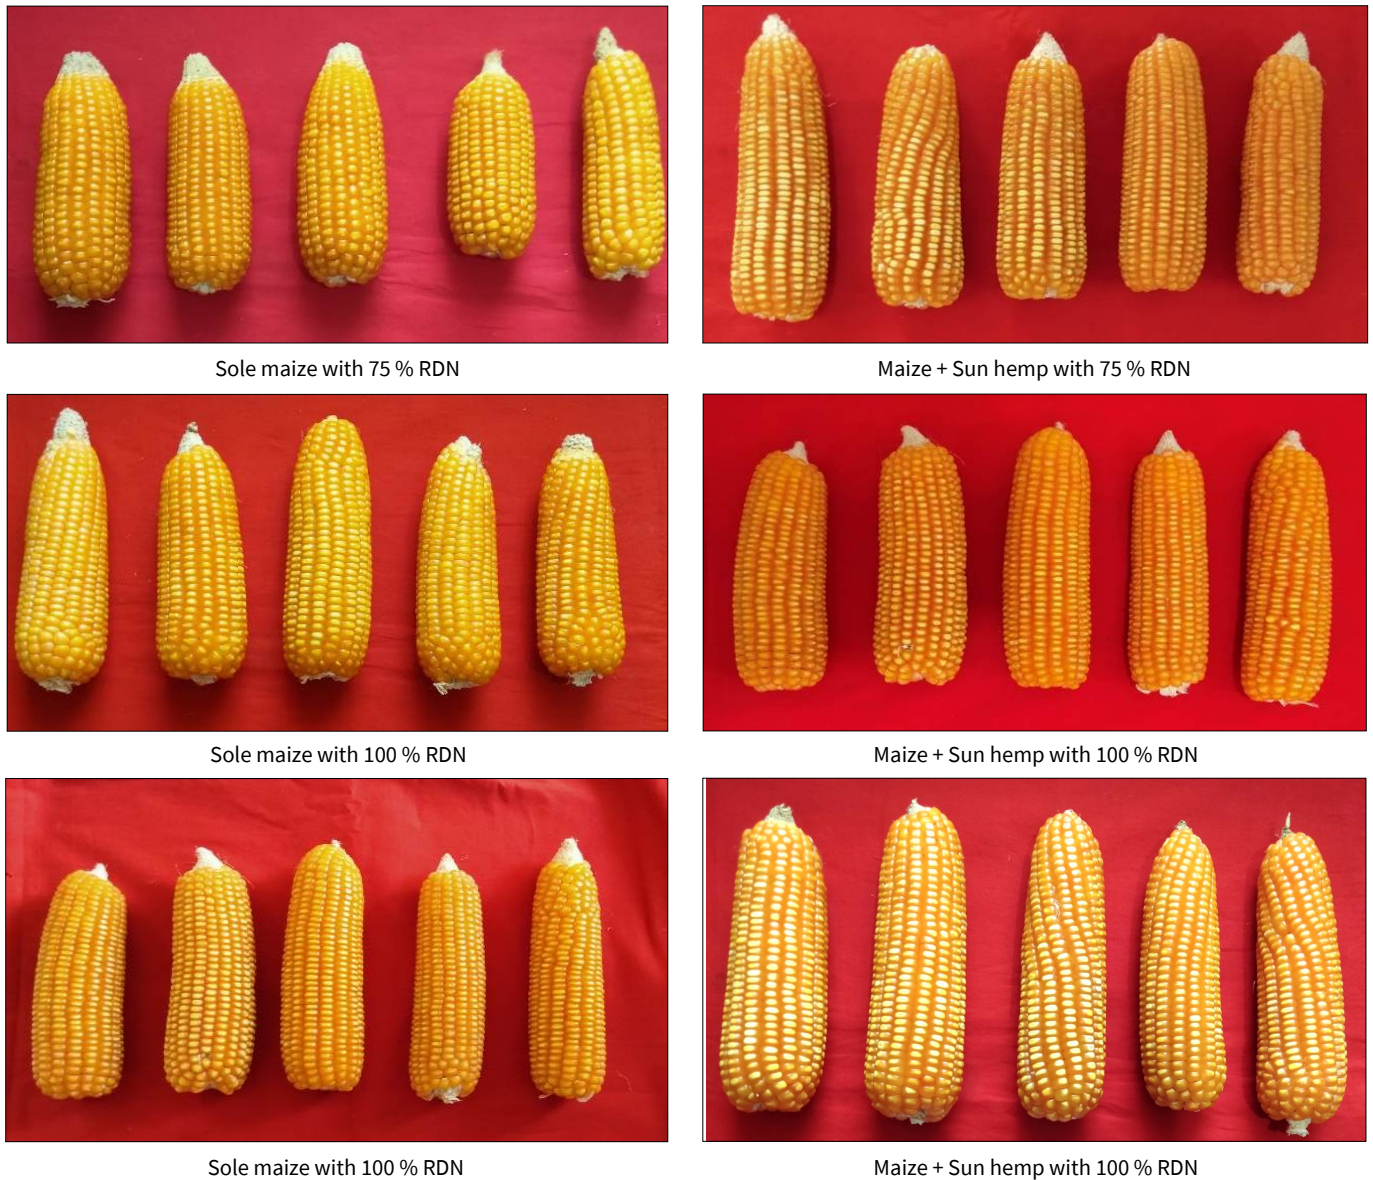 Sole maize with 75 % RDN
Maize + Sun hemp with 75 % RDN
Sole maize with 100 % RDN
Maize + Sun hemp with 100 % RDN
Sole maize with 100 % RDN
Maize + Sun hemp with 100 % RDN